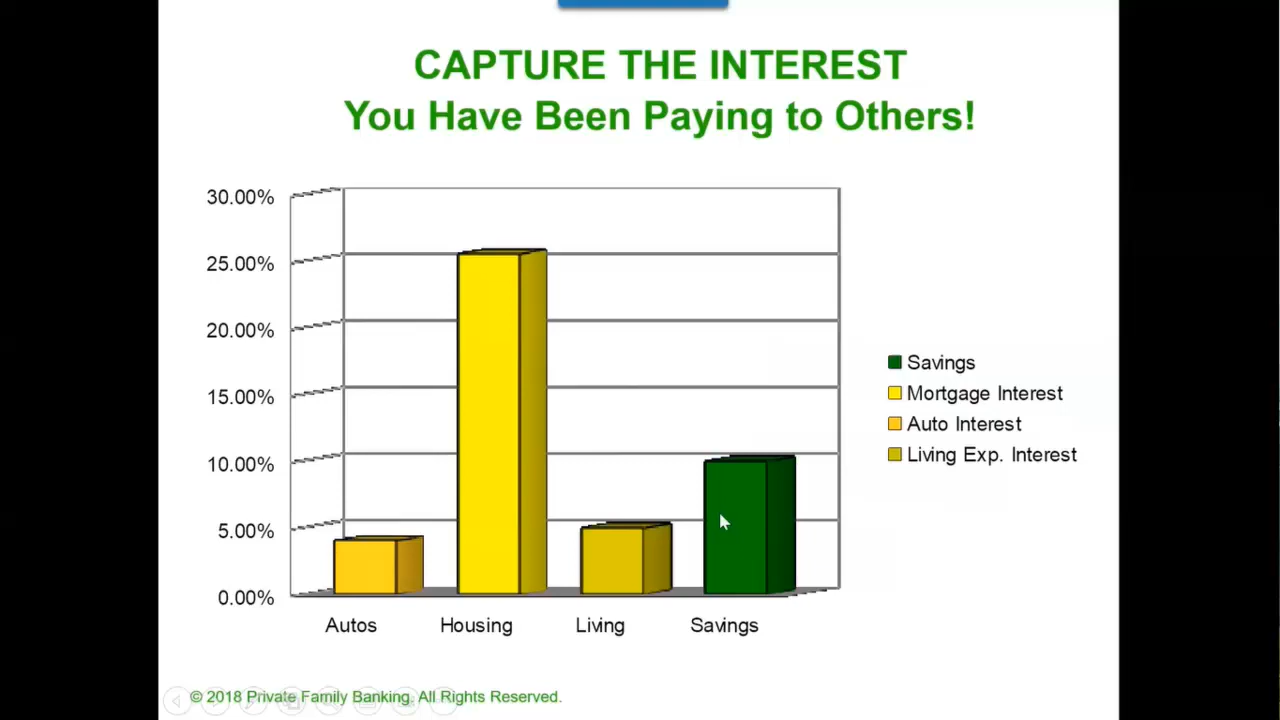 CAPTURE THE INTEREST
You Have Been Paying to Others!
30.00%
25.00%
20.00%
15.00%
10.00%
5.00%
0.00%
Autos
Housing
Living
Savings
Savings
Mortgage Interest
Auto Interest
Living Exp. Interest
© 2018 Private Family Banking. All Rights Reserved.